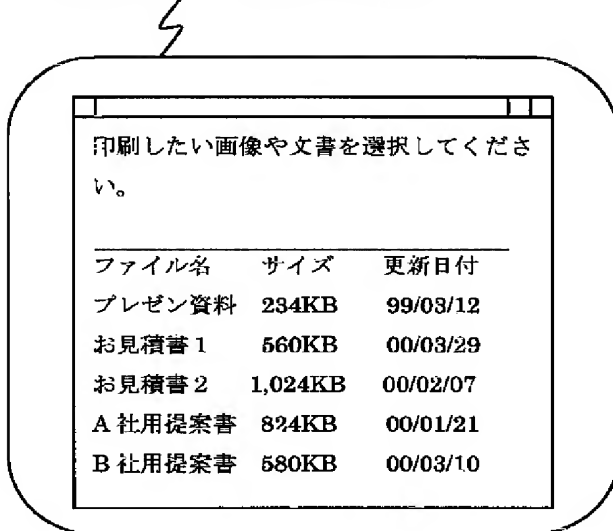 印刷したい画像や文書を選択してくださ
い。
ファイル名 サイズ 更新日付
プレゼン資料 234KB 99/03/12
お見積書1 560KB 00/03/29
お見積書2 1,024KB 00/02/07
A社用提案書 824KB 00/01/21
B社用提案書 580KB 00/03/10